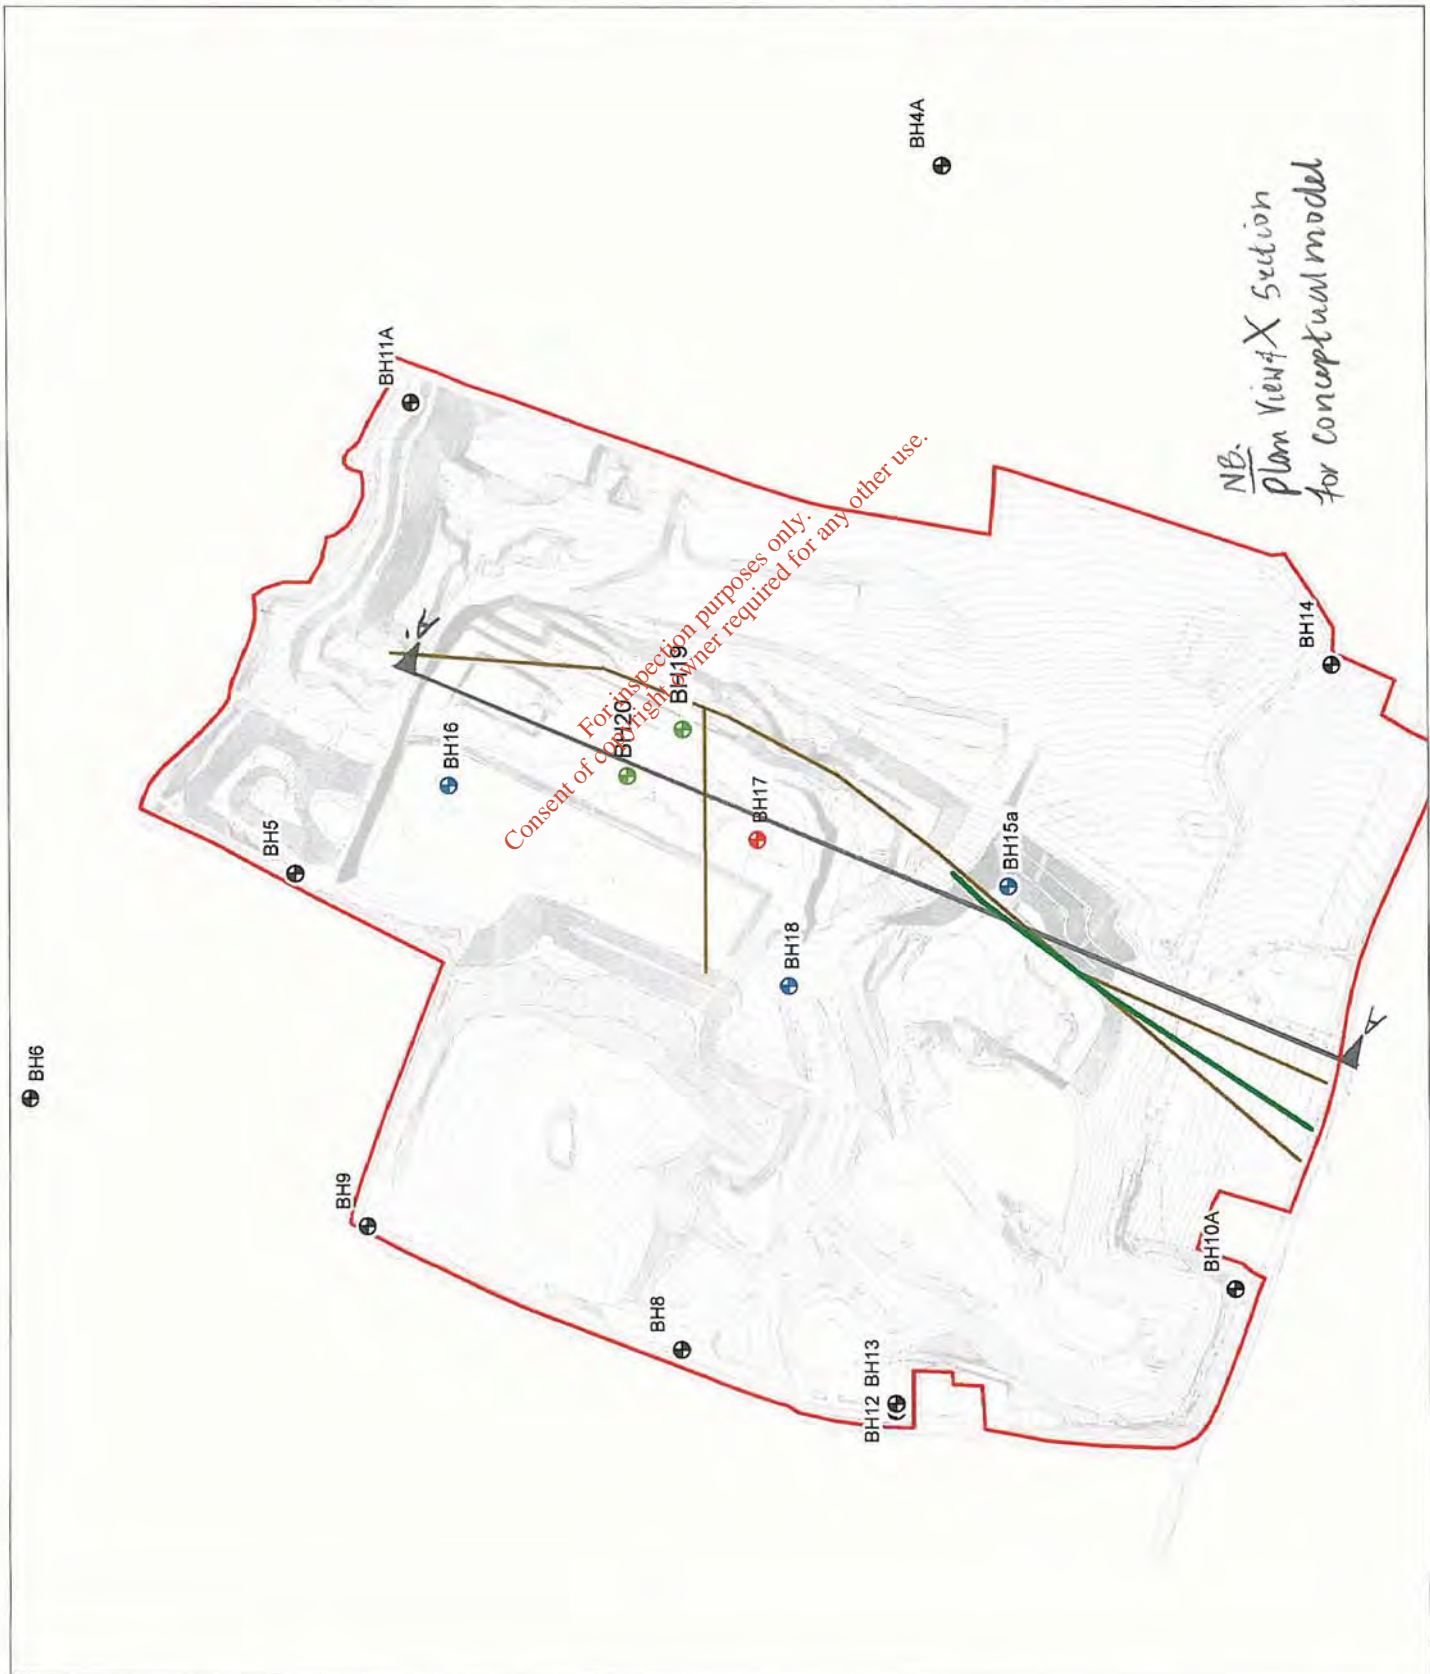 BH6
BH9
BH5
BH11A
BH4A
BH16
A'
BH20
BH19
BH17
BH18
BH8
BH12 BH13
BH15a
BH14
BH10A
A
NB.
plan View & X Section
for conceptual model
For inspection purposes only.
Consent of copyright owner required for any other use.